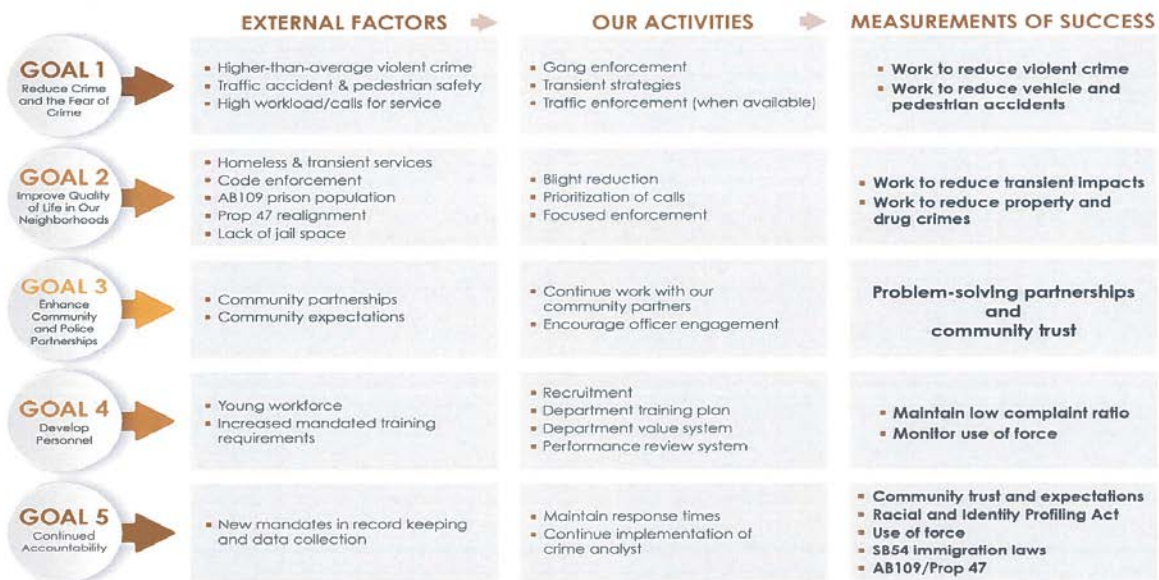 EXTERNAL FACTORS
OUR ACTIVITIES
MEASUREMENTS OF SUCCESS
GOAL 1
Reduce Crime
and the Fear of
Crime
▪ Higher-than-average violent crime
▪ Traffic accident & pedestrian safety
▪ High workload/calls for service
▪ Gang enforcement
▪ Transient strategies
▪ Traffic enforcement (when available)
▪ Work to reduce violent crime
▪ Work to reduce vehicle and
pedestrian accidents
GOAL 2
Improve Quality
of Life in Our
Neighborhoods
▪ Homeless & transient services
▪ Code enforcement
▪ AB109 prison population
▪ Prop 47 realignment
▪ Lack of jail space
▪ Blight reduction
▪ Prioritization of calls
▪ Focused enforcement
▪ Work to reduce transient impacts
▪ Work to reduce property and
drug crimes
GOAL 3
Enhance
Community
and Police
Partnerships
▪ Community partnerships
▪ Community expectations
▪ Continue work with our
community partners
▪ Encourage officer engagement
Problem-solving partnerships
and
community trust
GOAL 4
Develop
Personnel
▪ Young workforce
▪ Increased mandated training
requirements
▪ Recruitment
▪ Department training plan
▪ Department value system
▪ Performance review system
▪ Maintain low complaint ratio
▪ Monitor use of force
GOAL 5
Continued
Accountability
▪ New mandates in record keeping
and data collection
▪ Maintain response times
▪ Continue implementation of
crime analyst
▪ Community trust and expectations
▪ Racial and Identity Profiling Act
▪ Use of force
▪ SB54 immigration laws
▪ AB109/Prop 47